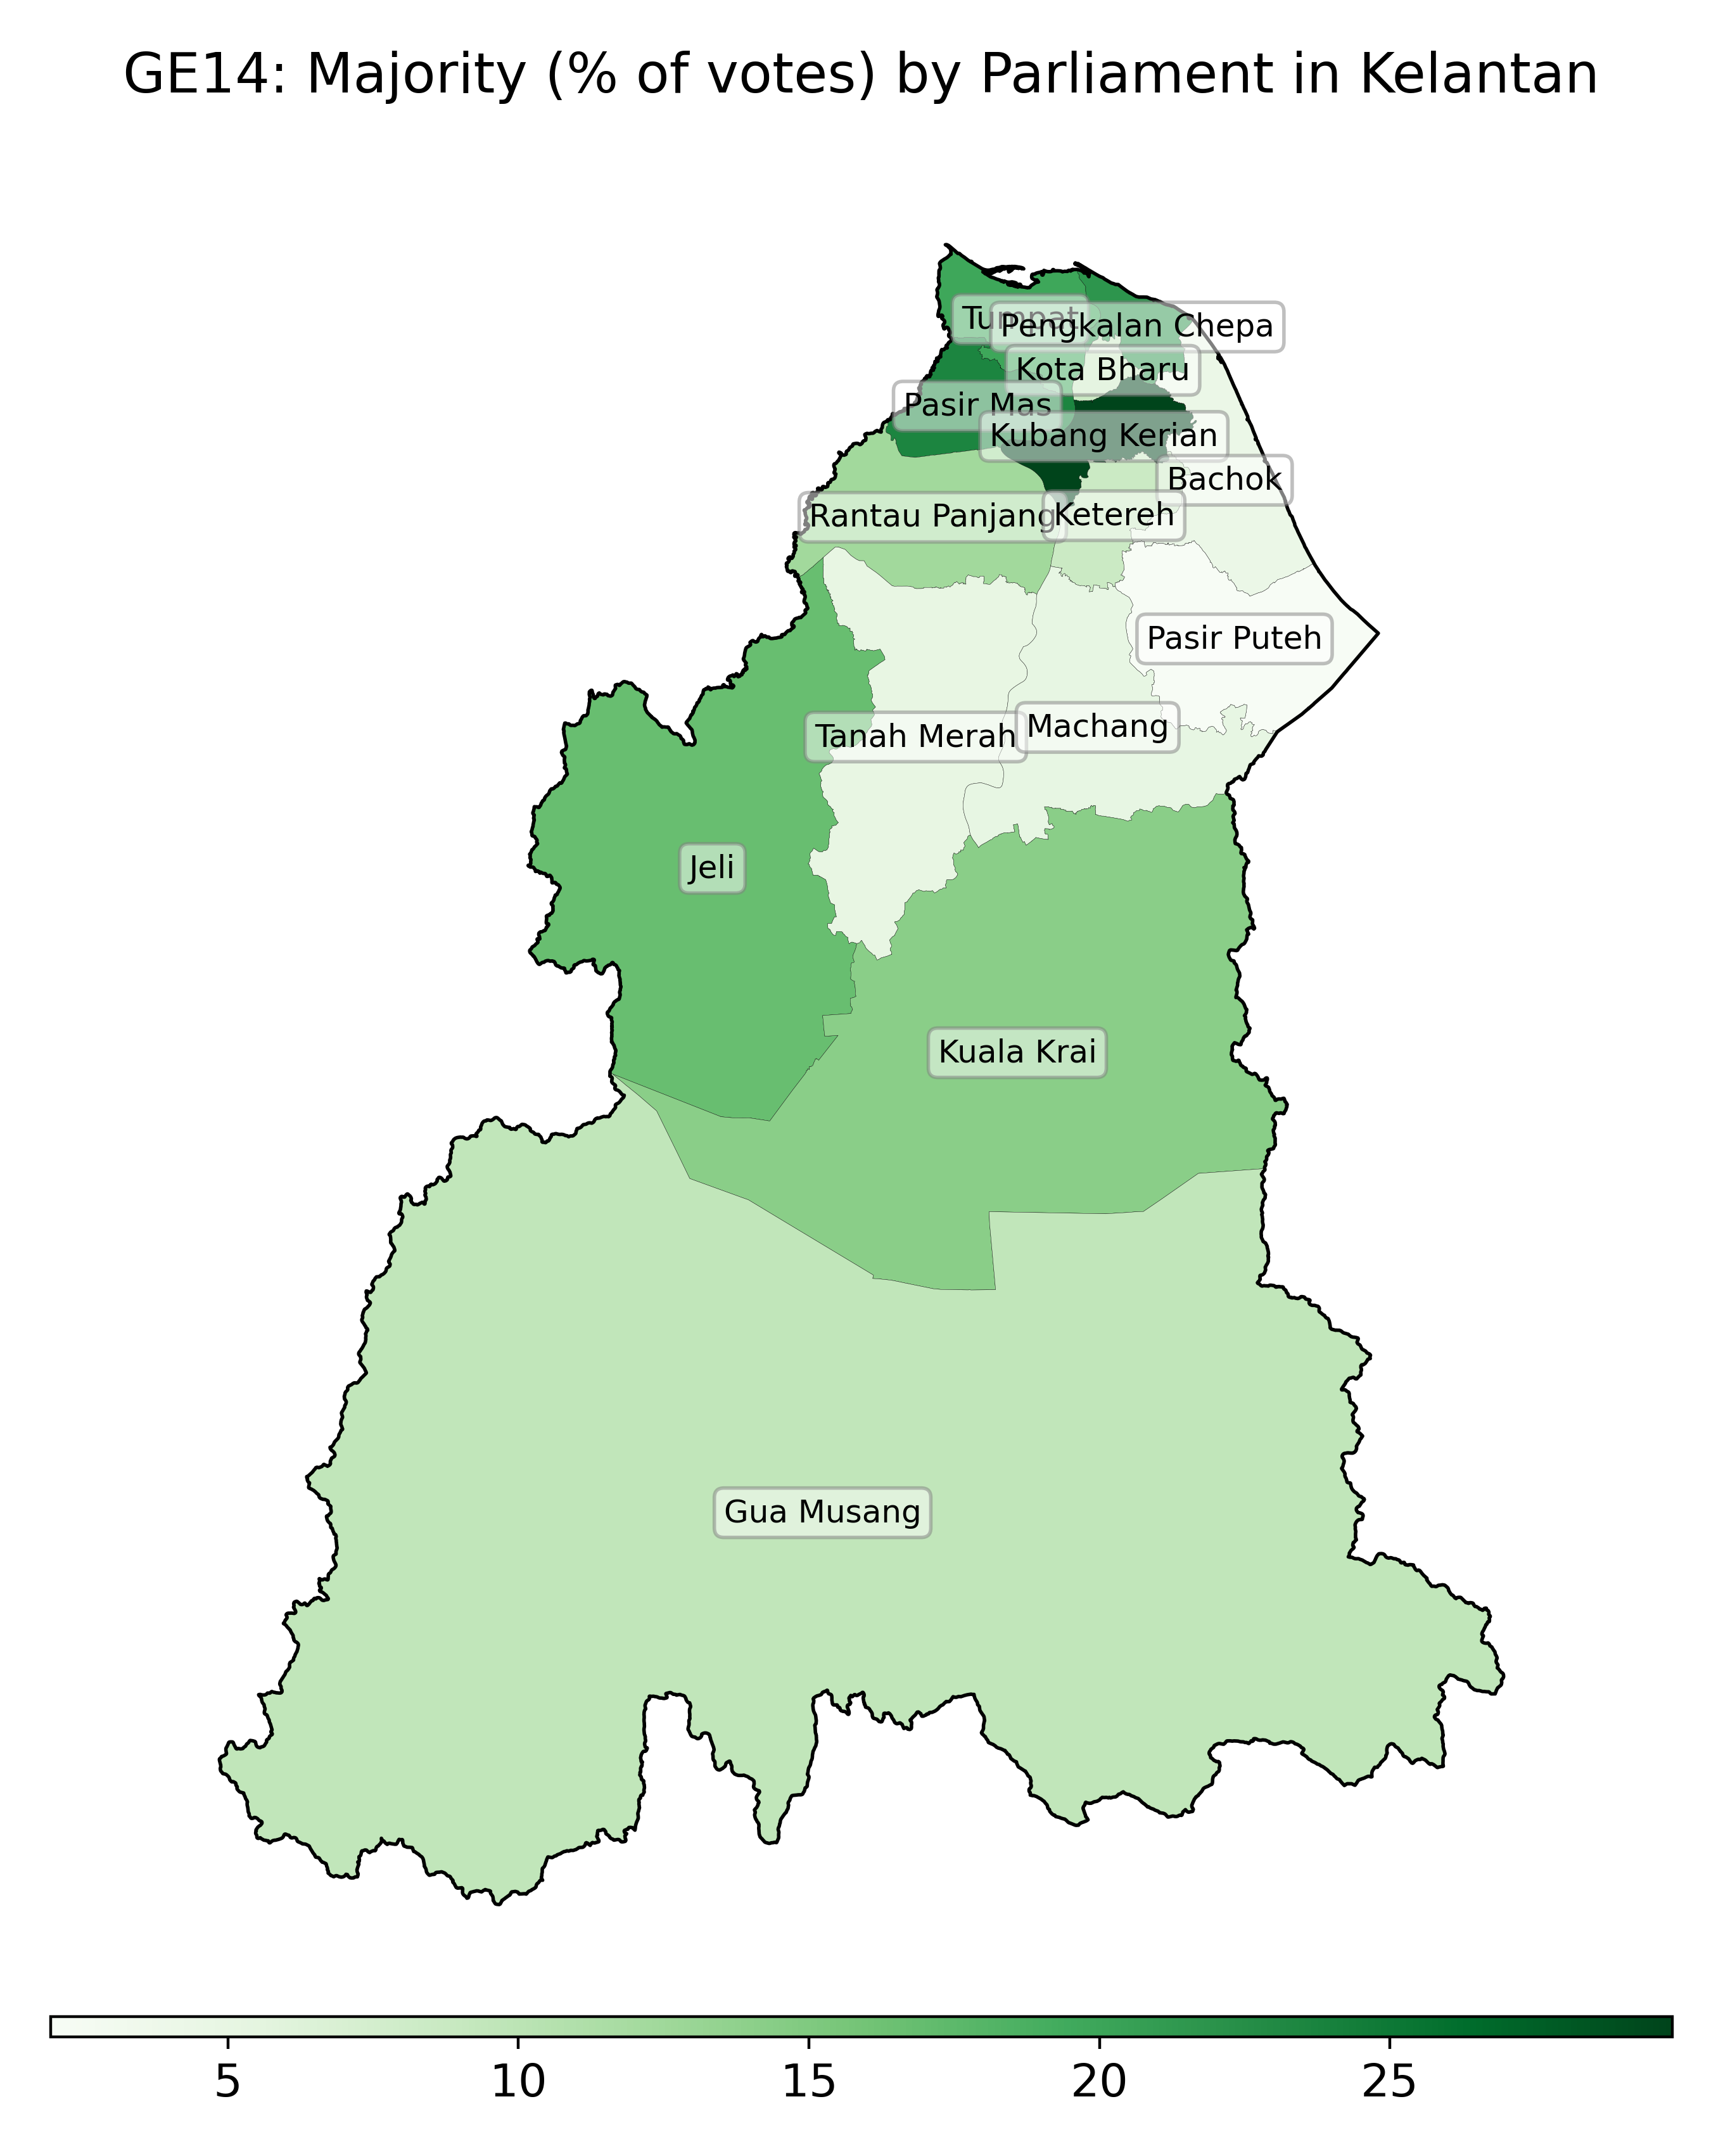 GE14: Majority (% of votes) by Parliament in Kelantan
Tumpat
Pengkalan Chepa
Kota Bharu
Pasir Mas
Kubang Kerian
Bachok
Rantau Panjang
Ketereh
Pasir Puteh
Machang
Tanah Merah
Jeli
Kuala Krai
Gua Musang
5 10 15 20 25